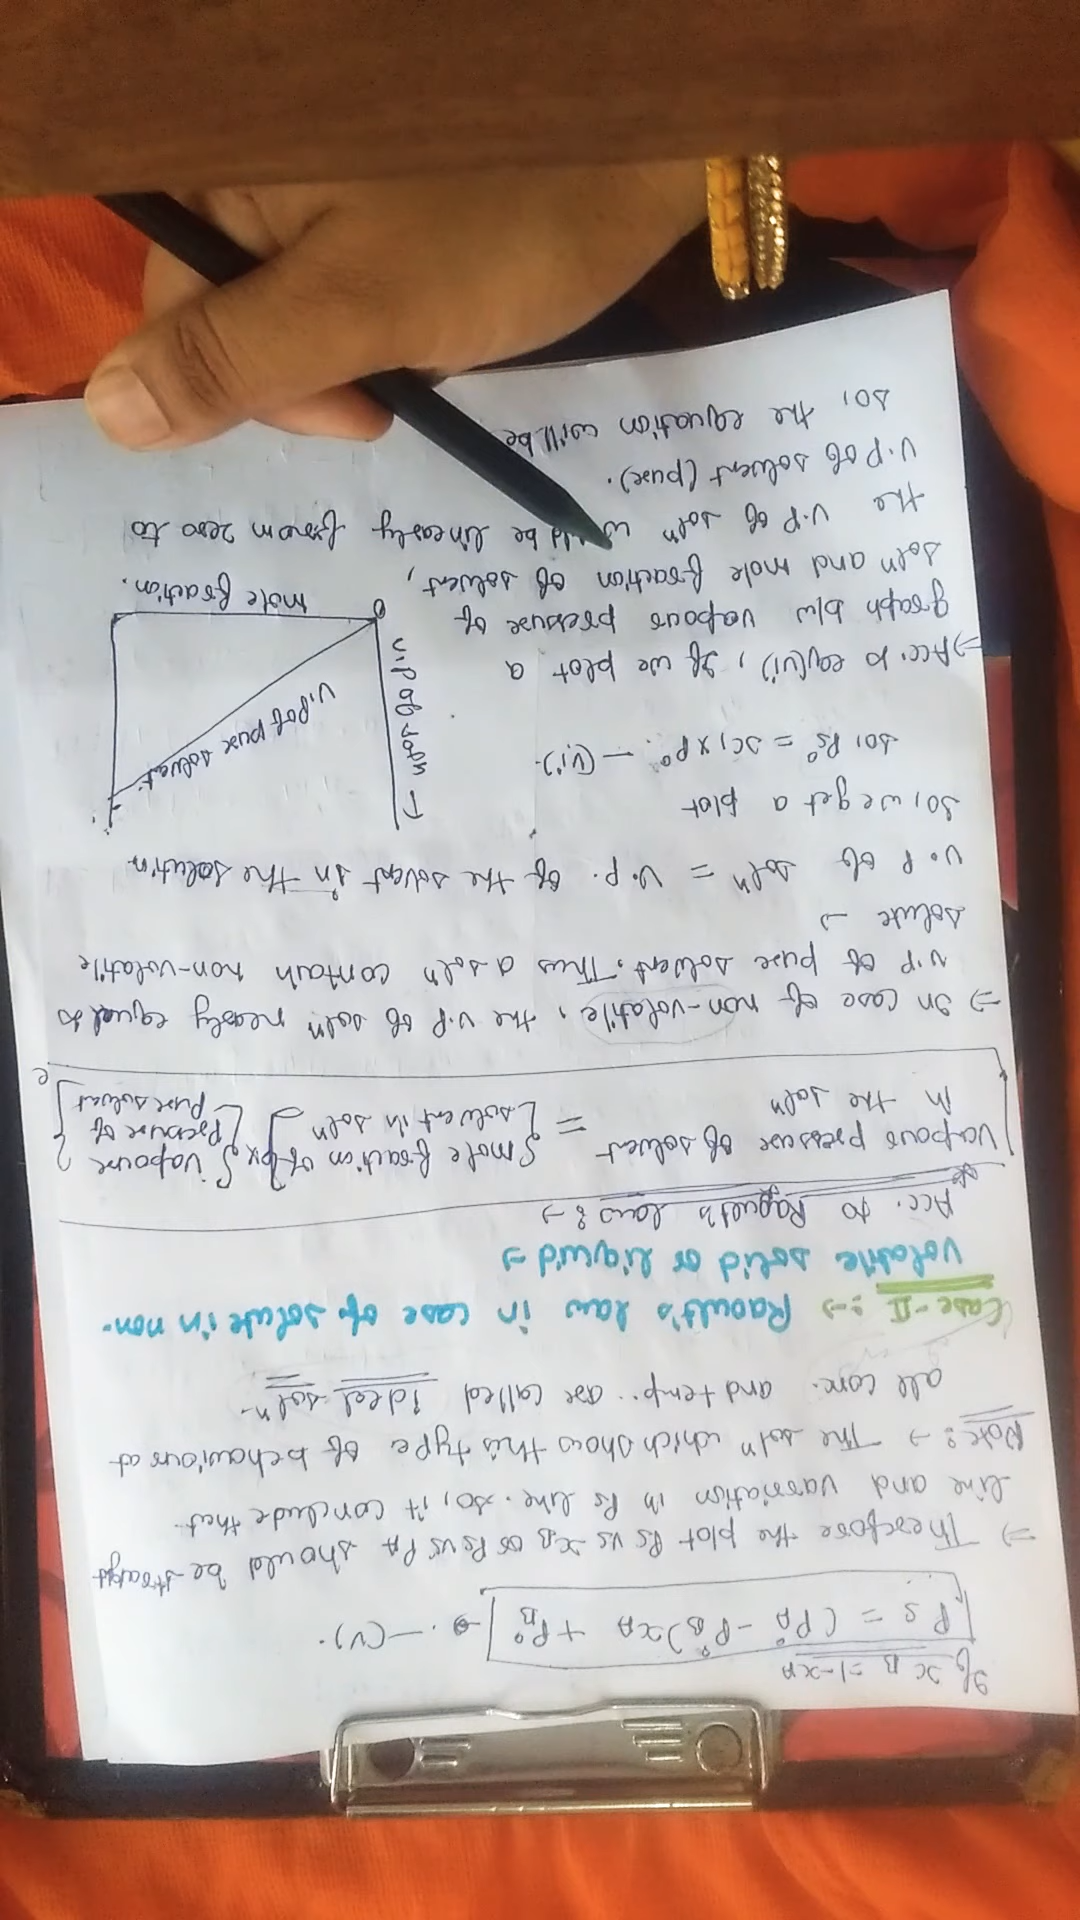 If xB = 1-xA
Ps = (P°A - P°B)xA + P°B — (V).
⇒ Therefore the plot Ps vs xB or Ps vs PA should be straight
line and varriation in Ps line. So, it conclude that
Note :→ The solⁿ which show this type of behaviours at
all conc. and temp. are called ideal solⁿ.
Case-II :→ Raoult's law in case of solute in non-
volatile solid or liquid →
Acc. to Raoult's law :→
Vapour pressure of solvent in the solⁿ = {mole fraction of solvent in solⁿ} x {vapour pressure of pure solvent}
⇒ In case of non-volatile, the v.P of solⁿ nearly equal to
v.P of pure solvent. Thus a solⁿ contain non-volatile
solute →
v.P of solⁿ = v.P. of the solvent in the solution
So, we get a plot
so, Ps° = x1 x P° — (vi).
⇒ Acc. to eq(vi), If we plot a
graph b/w vapour pressure of
solⁿ and mole fraction of solvent,
the v.P of solⁿ be linearly from zero to
v.P of solvent (pure).
so, the equation will be
v.P of solⁿ →
v.P of pure solvent
0
mole fraction.